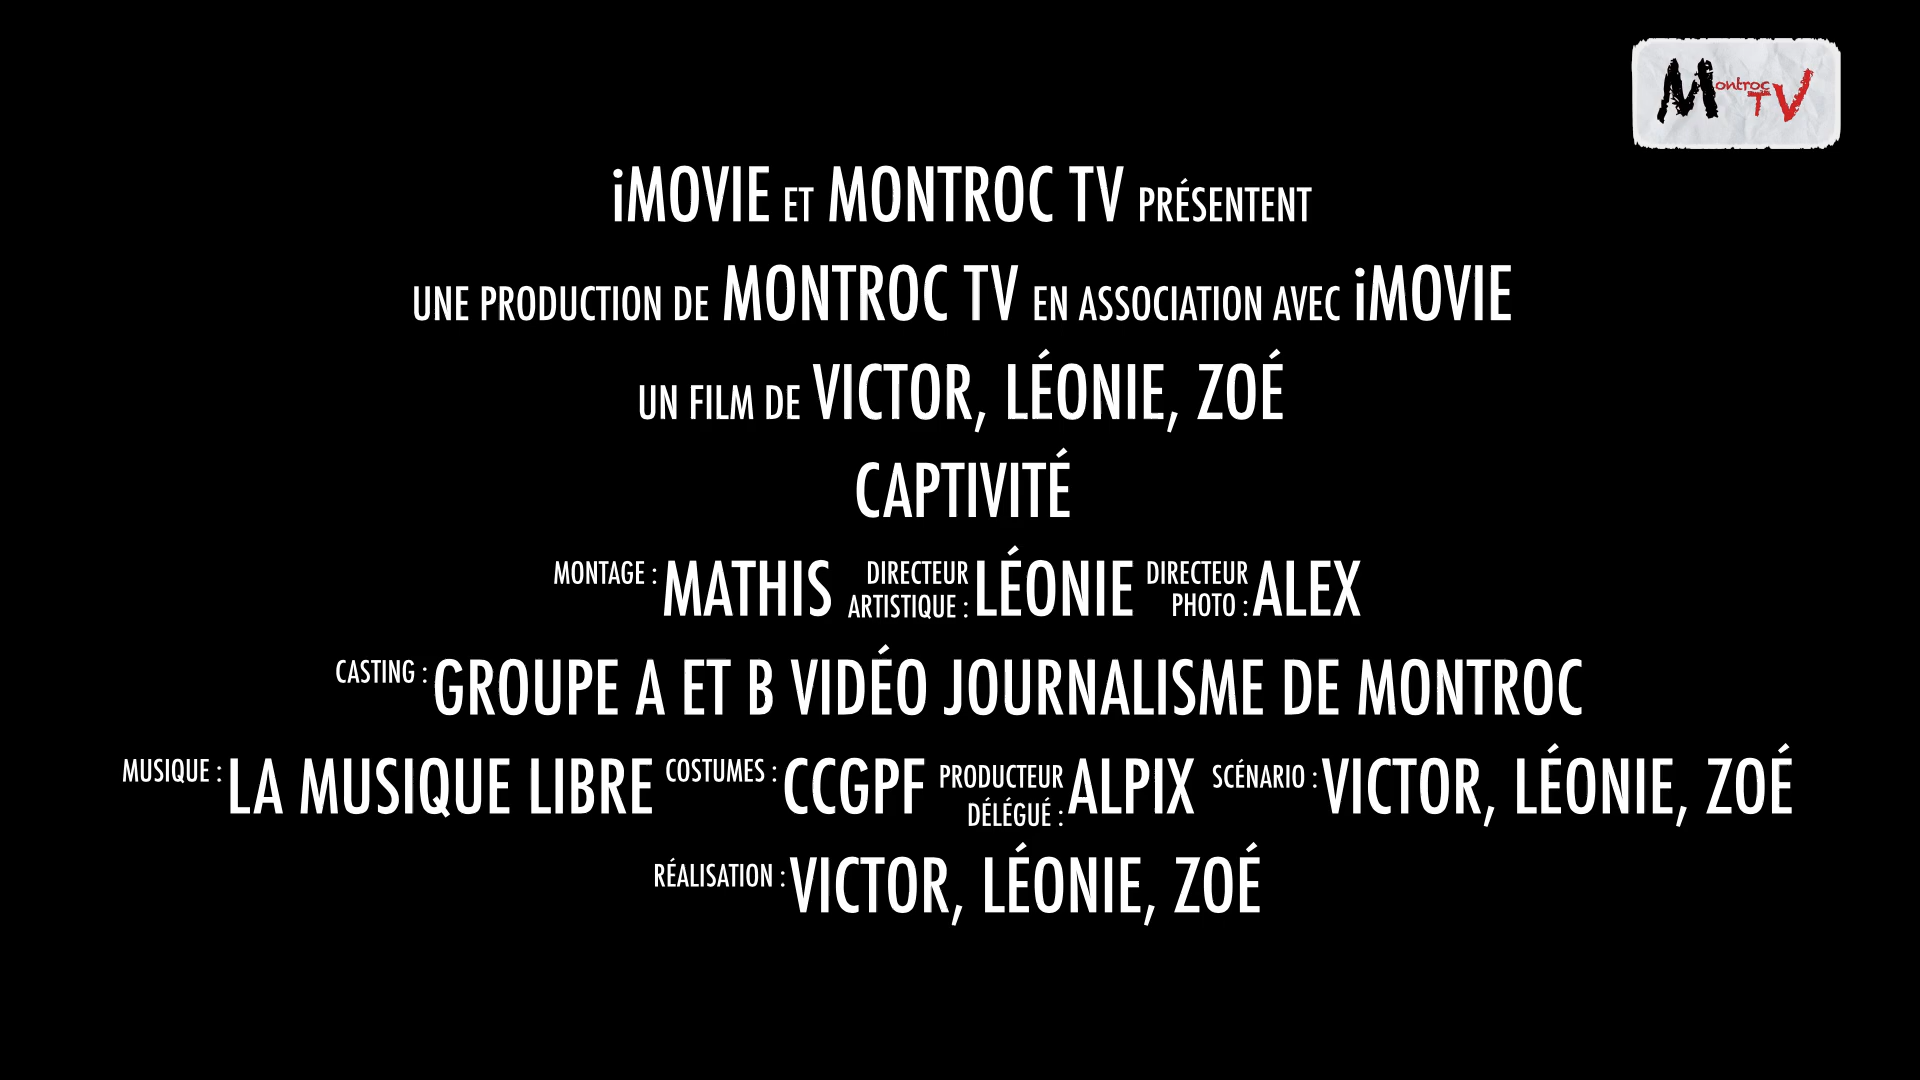 Montroc TV
iMOVIE ET MONTROC TV PRÉSENTENT
UNE PRODUCTION DE MONTROC TV EN ASSOCIATION AVEC iMOVIE
UN FILM DE VICTOR, LÉONIE, ZOÉ
CAPTIVITÉ
MONTAGE : MATHIS DIRECTEUR ARTISTIQUE : LÉONIE DIRECTEUR PHOTO : ALEX
CASTING : GROUPE A ET B VIDÉO JOURNALISME DE MONTROC
MUSIQUE : LA MUSIQUE LIBRE COSTUMES : CCGPF PRODUCTEUR DÉLÉGUÉ : ALPIX SCÉNARIO : VICTOR, LÉONIE, ZOÉ
RÉALISATION : VICTOR, LÉONIE, ZOÉ